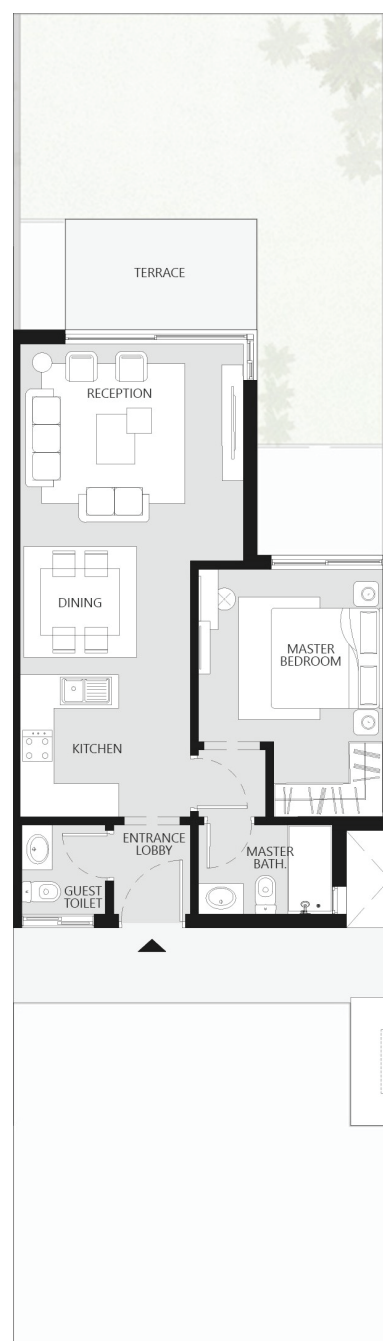 TERRACE
RECEPTION
DINING
MASTER
BEDROOM
KITCHEN
ENTRANCE
LOBBY
MASTER
BATH.
GUEST
TOILET